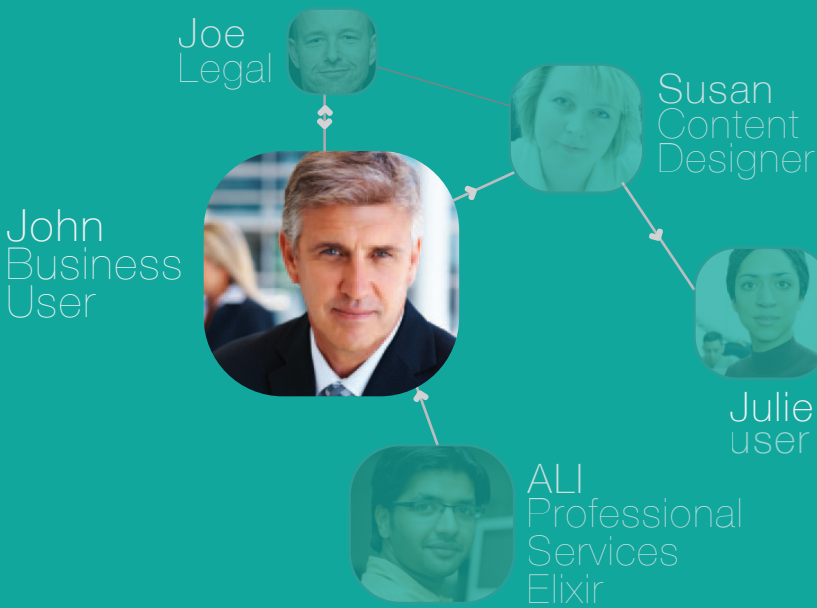 Joe
Legal
Susan
Content
Designer
John
Business
User
Julie
user
ALI
Professional
Services
Elixir